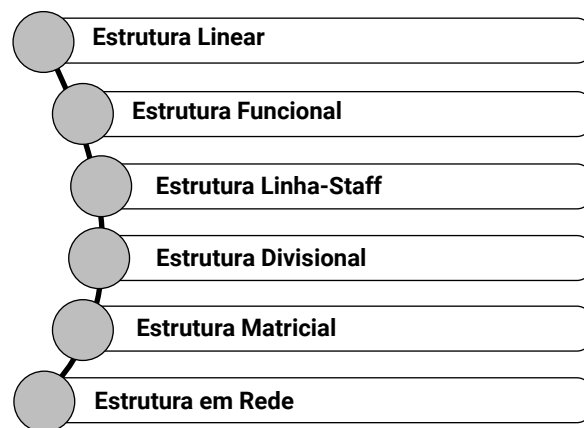 Estrutura Linear
Estrutura Funcional
Estrutura Linha-Staff
Estrutura Divisional
Estrutura Matricial
Estrutura em Rede